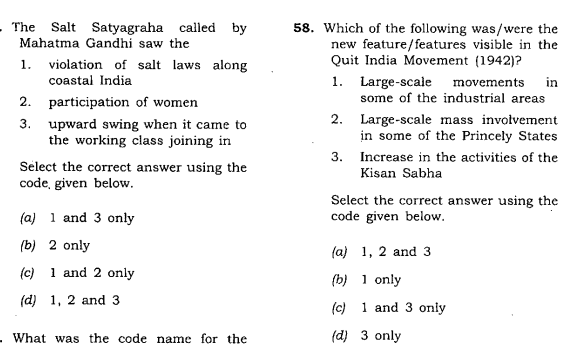 . The Salt Satyagraha called by
Mahatma Gandhi saw the
1. violation of salt laws along
coastal India
2. participation of women
3. upward swing when it came to
the working class joining in
Select the correct answer using the
code given below.
(a) 1 and 3 only
(b) 2 only
(c) 1 and 2 only
(d) 1, 2 and 3
. What was the code name for the
58. Which of the following was/were the
new feature/features visible in the
Quit India Movement (1942)?
1. Large-scale movements in
some of the industrial areas
2. Large-scale mass involvement
in some of the Princely States
3. Increase in the activities of the
Kisan Sabha
Select the correct answer using the
code given below.
(a) 1, 2 and 3
(b) 1 only
(c) 1 and 3 only
(d) 3 only